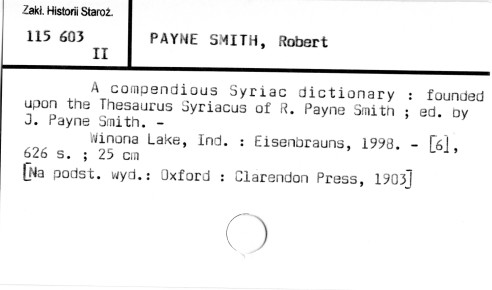 Zakł. Historii Staroż.
115 603
II
PAYNE SMITH, Robert
A compendious Syriac dictionary : founded
upon the Thesaurus Syriacus of R. Payne Smith ; ed. by
J. Payne Smith. -
Winona Lake, Ind. : Eisenbrauns, 1998. - [6],
626 s. ; 25 cm
[Na podst. wyd.: Oxford : Clarendon Press, 1903]